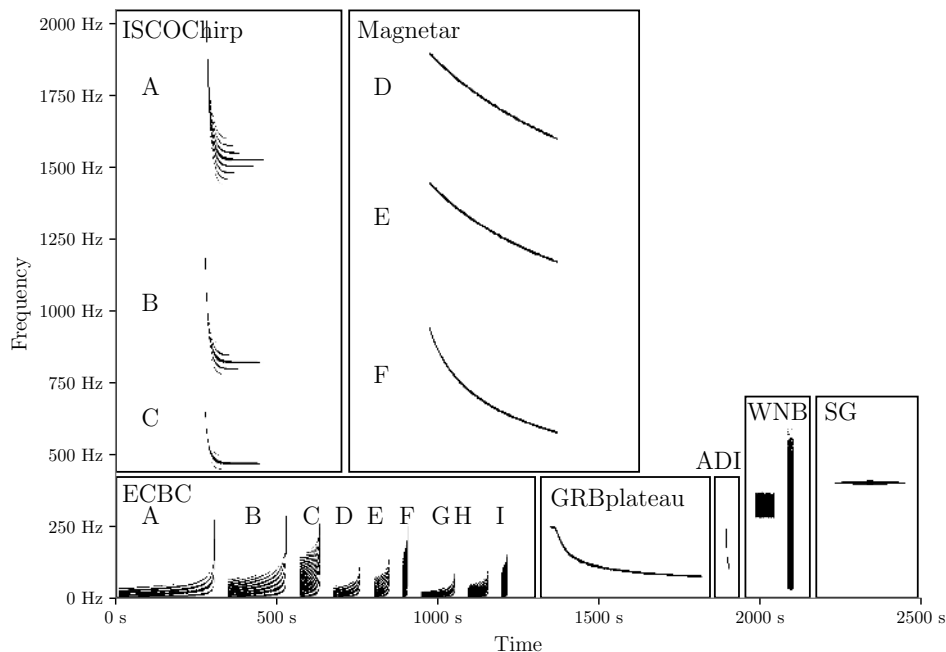 2000 Hz
ISCOChirp
Magnetar
A
D
1750 Hz
1500 Hz
E
1250 Hz
B
1000 Hz
Frequency
750 Hz
F
C
500 Hz
WNB
SG
ADI
ECBC
GRBplateau
A B C D E F G H I
250 Hz
0 Hz
0 s 500 s 1000 s 1500 s 2000 s 2500 s
Time